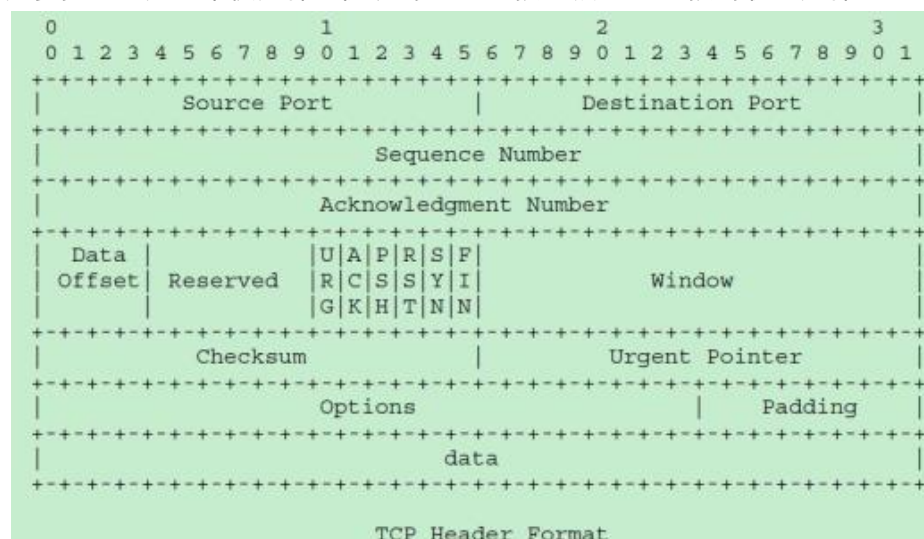 0                   1                   2                   3
0 1 2 3 4 5 6 7 8 9 0 1 2 3 4 5 6 7 8 9 0 1 2 3 4 5 6 7 8 9 0 1
+-+-+-+-+-+-+-+-+-+-+-+-+-+-+-+-+-+-+-+-+-+-+-+-+-+-+-+-+-+-+-+-+
|          Source Port          |       Destination Port        |
+-+-+-+-+-+-+-+-+-+-+-+-+-+-+-+-+-+-+-+-+-+-+-+-+-+-+-+-+-+-+-+-+
|                        Sequence Number                        |
+-+-+-+-+-+-+-+-+-+-+-+-+-+-+-+-+-+-+-+-+-+-+-+-+-+-+-+-+-+-+-+-+
|                    Acknowledgment Number                      |
+-+-+-+-+-+-+-+-+-+-+-+-+-+-+-+-+-+-+-+-+-+-+-+-+-+-+-+-+-+-+-+-+
|  Data |           |U|A|P|R|S|F|                               |
| Offset| Reserved  |R|C|S|S|Y|I|            Window             |
|       |           |G|K|H|T|N|N|                               |
+-+-+-+-+-+-+-+-+-+-+-+-+-+-+-+-+-+-+-+-+-+-+-+-+-+-+-+-+-+-+-+-+
|           Checksum            |         Urgent Pointer        |
+-+-+-+-+-+-+-+-+-+-+-+-+-+-+-+-+-+-+-+-+-+-+-+-+-+-+-+-+-+-+-+-+
|                    Options                    |    Padding    |
+-+-+-+-+-+-+-+-+-+-+-+-+-+-+-+-+-+-+-+-+-+-+-+-+-+-+-+-+-+-+-+-+
|                             data                              |
+-+-+-+-+-+-+-+-+-+-+-+-+-+-+-+-+-+-+-+-+-+-+-+-+-+-+-+-+-+-+-+-+
TCP Header Format